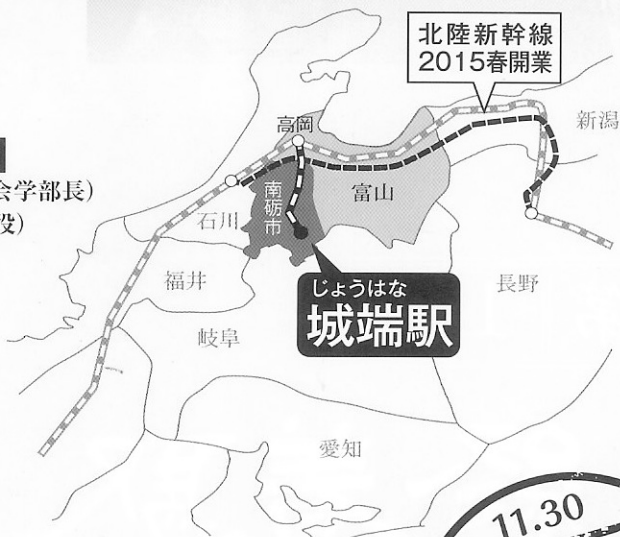 北陸新幹線
2015春開業
新潟
高岡
会学部長)
役)
南砺市
富山
石川
じょうはな
城端駅
福井
長野
岐阜
愛知
11.30